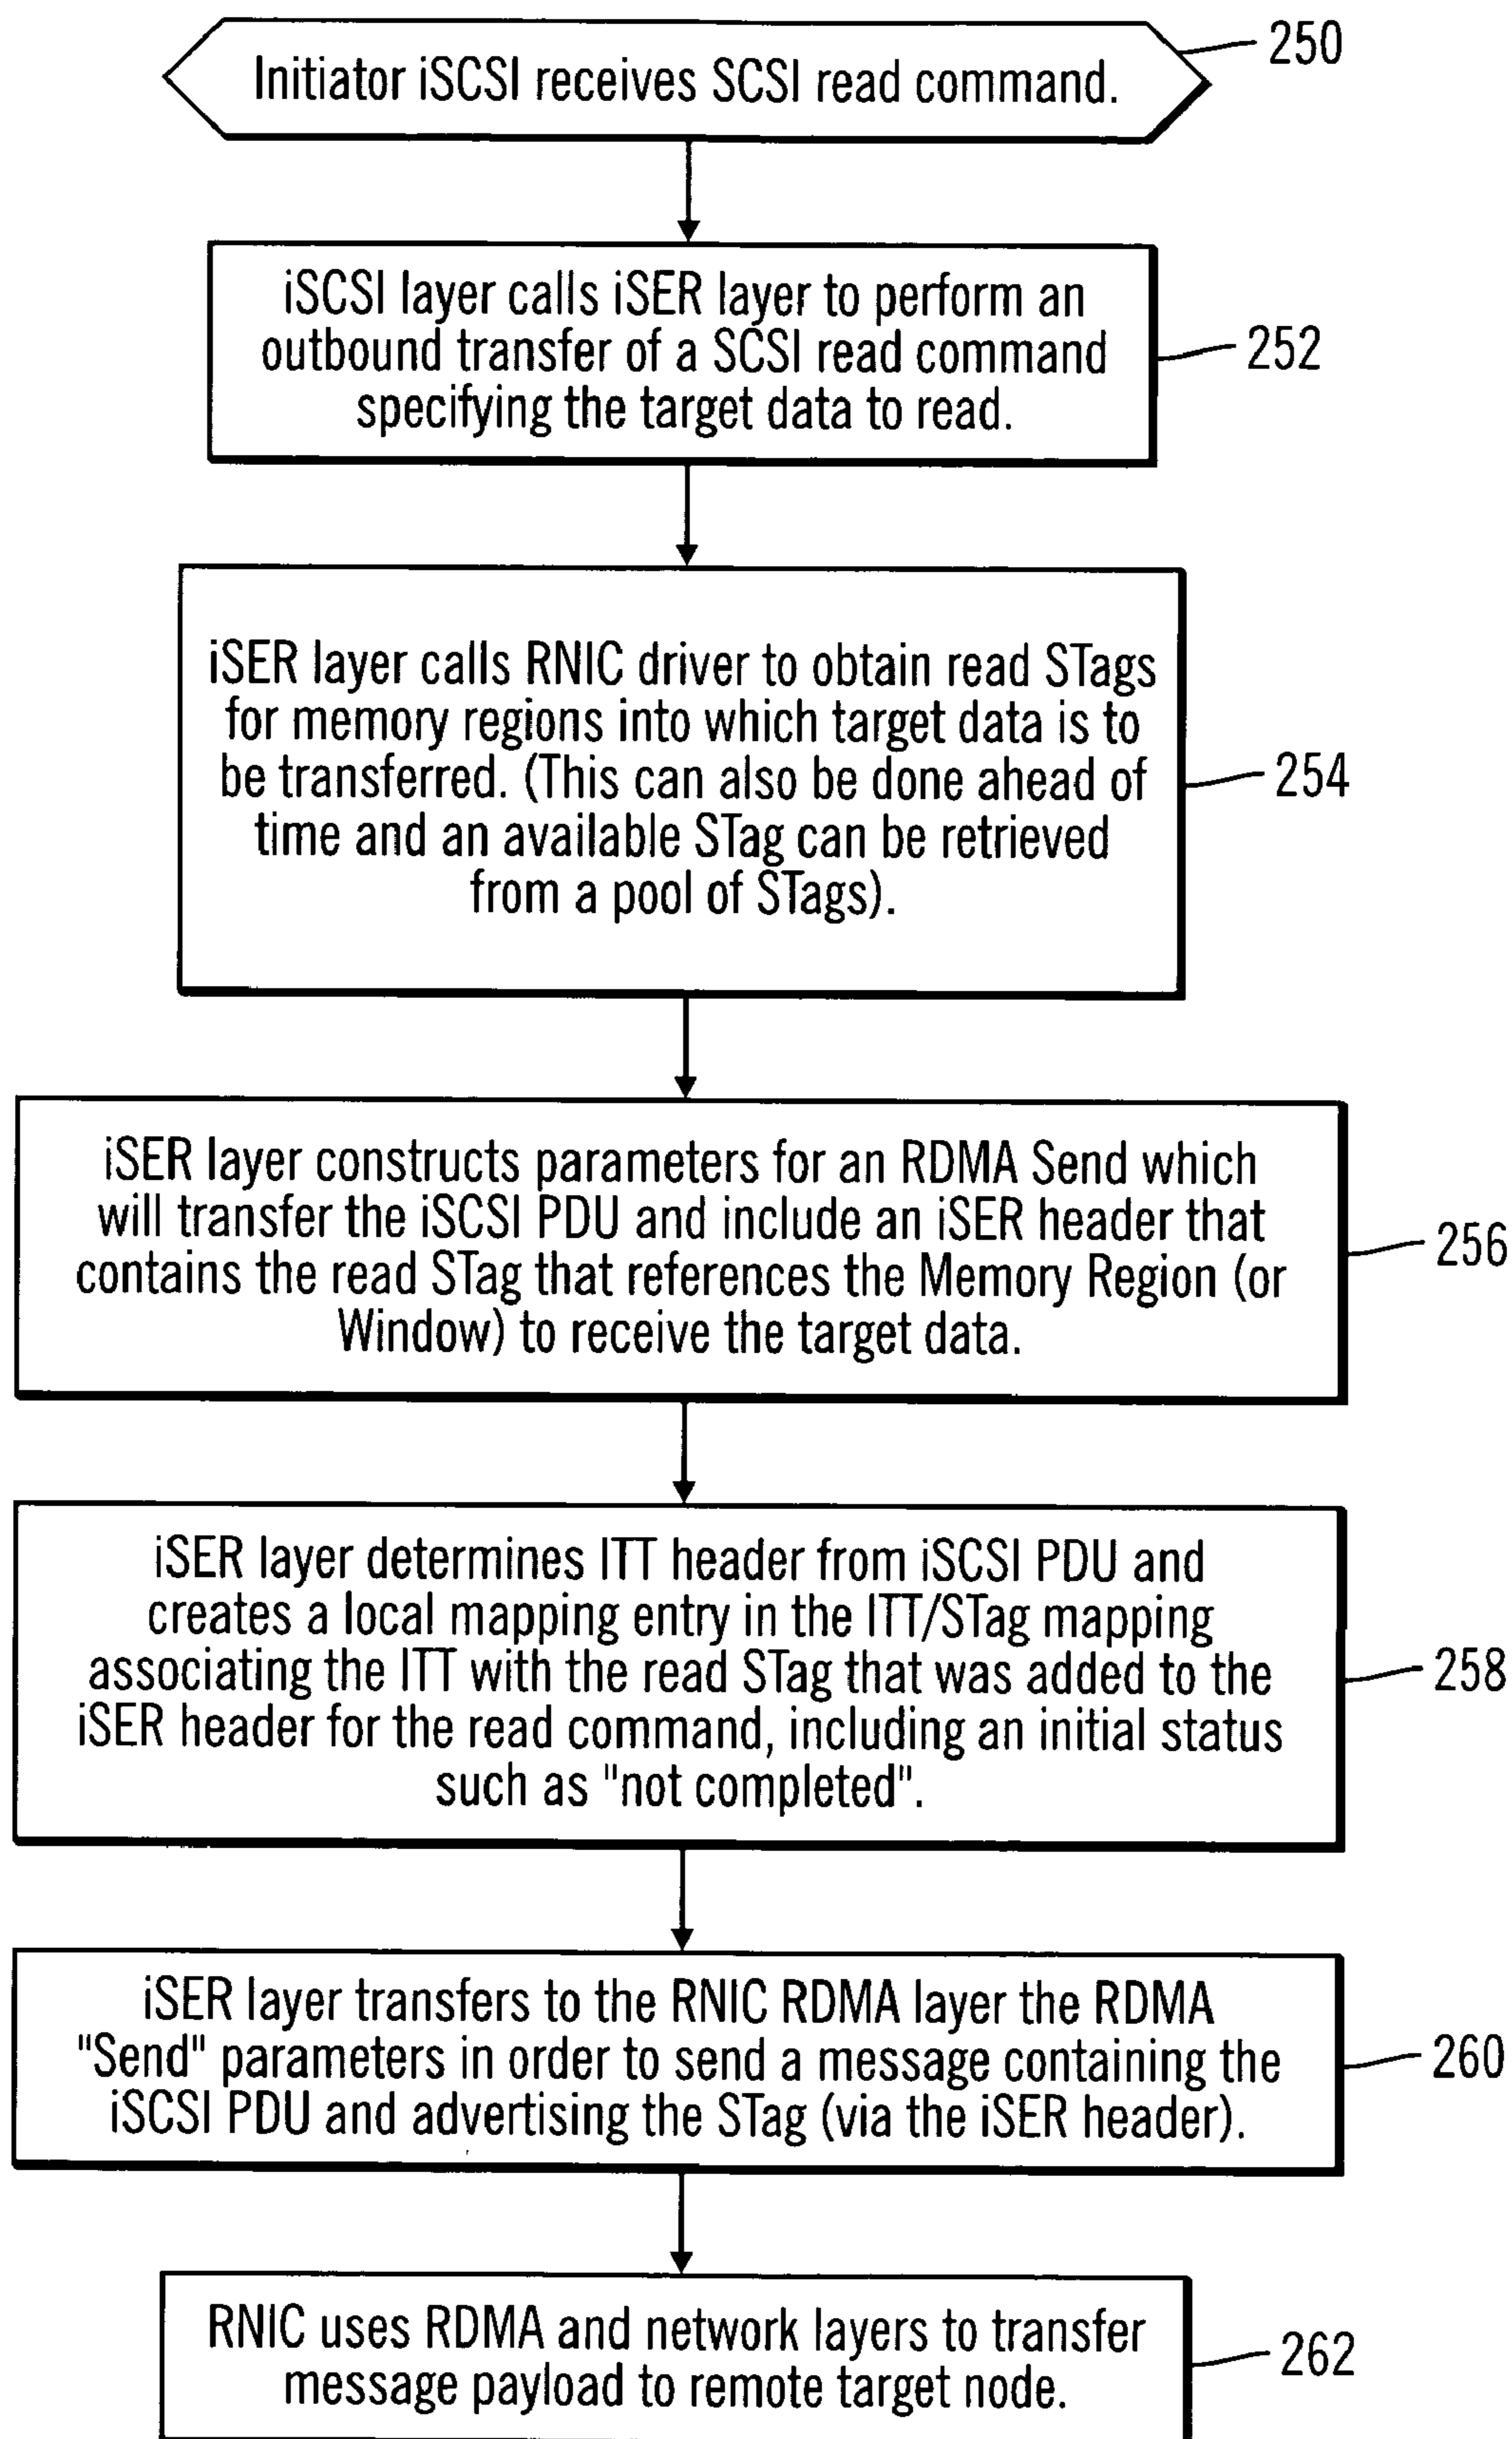 Initiator iSCSI receives SCSI read command.
250
iSCSI layer calls iSER layer to perform an
outbound transfer of a SCSI read command
specifying the target data to read.
252
iSER layer calls RNIC driver to obtain read STags
for memory regions into which target data is to
be transferred. (This can also be done ahead of
time and an available STag can be retrieved
from a pool of STags).
254
iSER layer constructs parameters for an RDMA Send which
will transfer the iSCSI PDU and include an iSER header that
contains the read STag that references the Memory Region (or
Window) to receive the target data.
256
iSER layer determines ITT header from iSCSI PDU and
creates a local mapping entry in the ITT/STag mapping
associating the ITT with the read STag that was added to the
iSER header for the read command, including an initial status
such as "not completed".
258
iSER layer transfers to the RNIC RDMA layer the RDMA
"Send" parameters in order to send a message containing the
iSCSI PDU and advertising the STag (via the iSER header).
260
RNIC uses RDMA and network layers to transfer
message payload to remote target node.
262